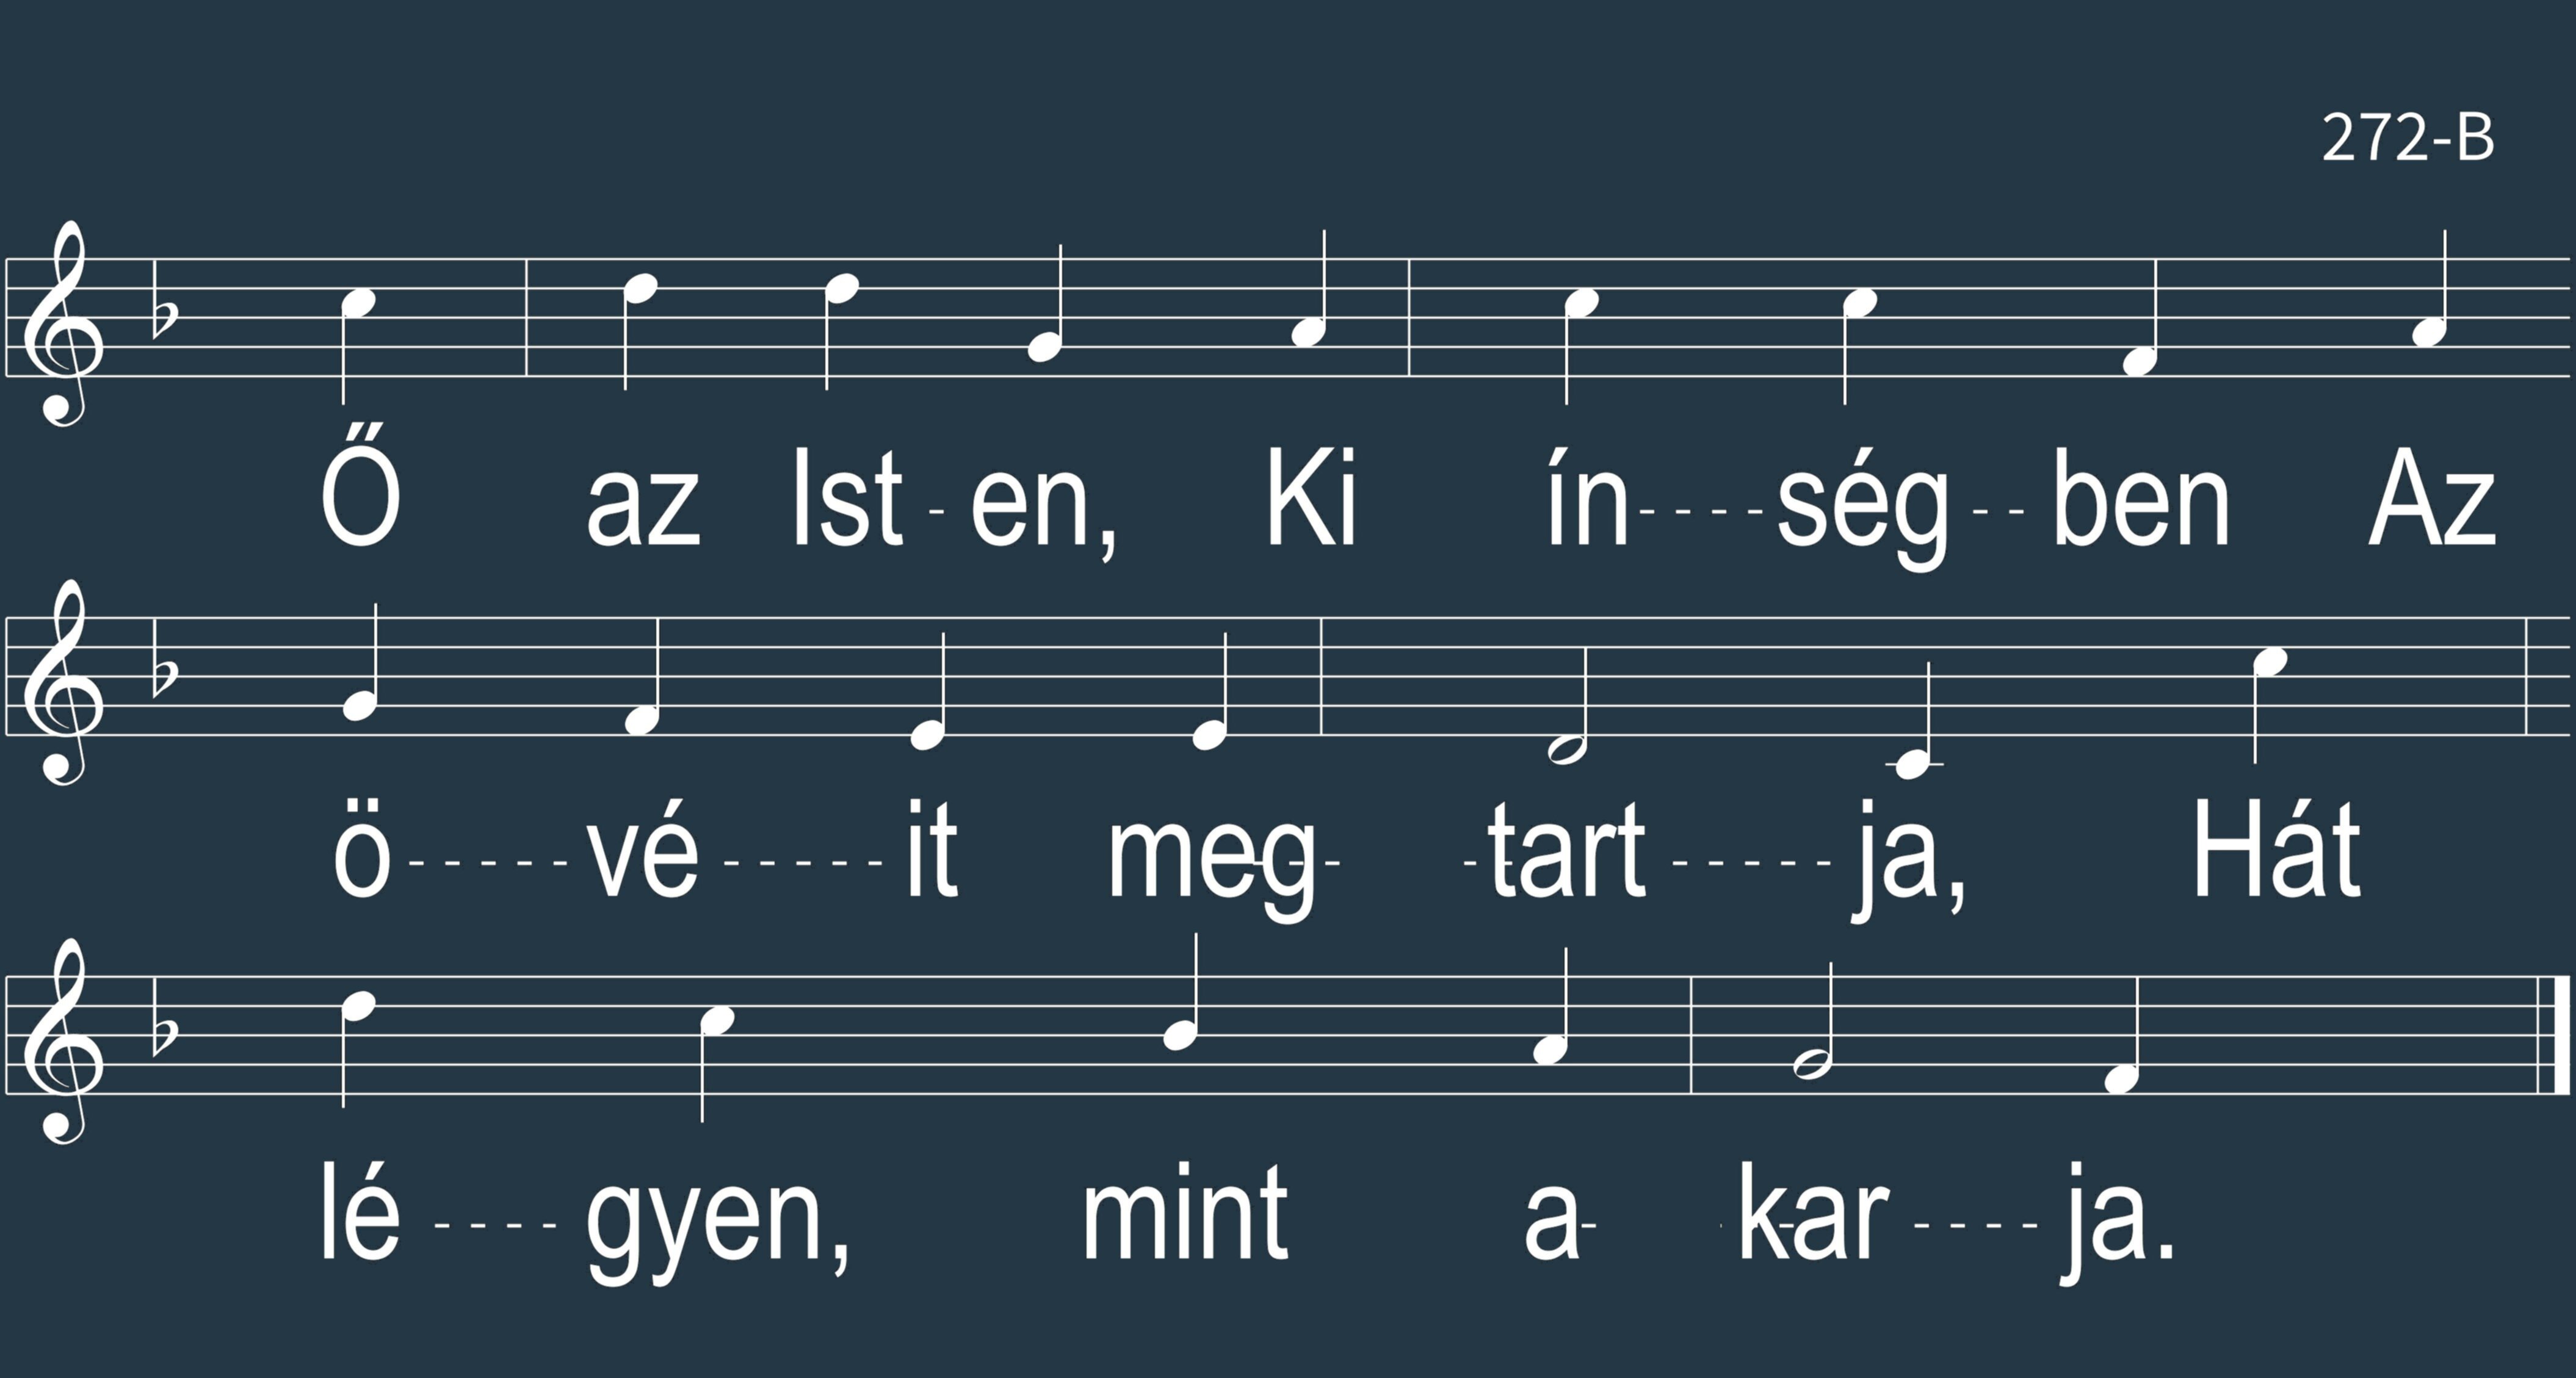 272-B
Ő az Ist - en, Ki ín----ség--ben Az
ö-----vé-----it meg- -tart-----ja, Hát
lé----gyen, mint a- -kar----ja.